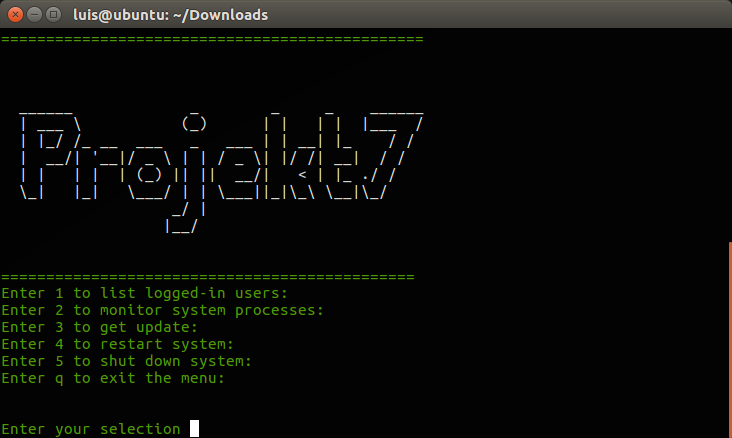 luis@ubuntu: ~/Downloads
===============================================
Projekt7
==============================================
Enter 1 to list logged-in users:
Enter 2 to monitor system processes:
Enter 3 to get update:
Enter 4 to restart system:
Enter 5 to shut down system:
Enter q to exit the menu:
Enter your selection